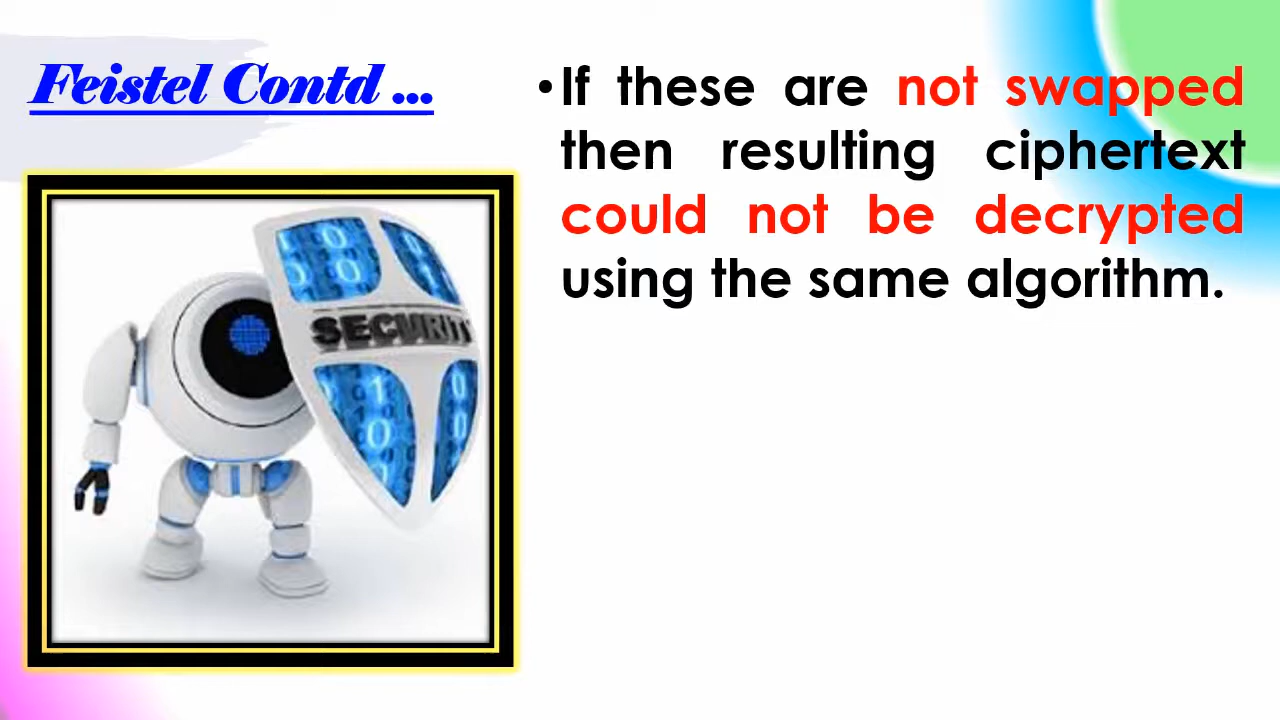 Feistel Contd ...
• If these are not swapped
then resulting ciphertext
could not be decrypted
using the same algorithm.
SECURITY